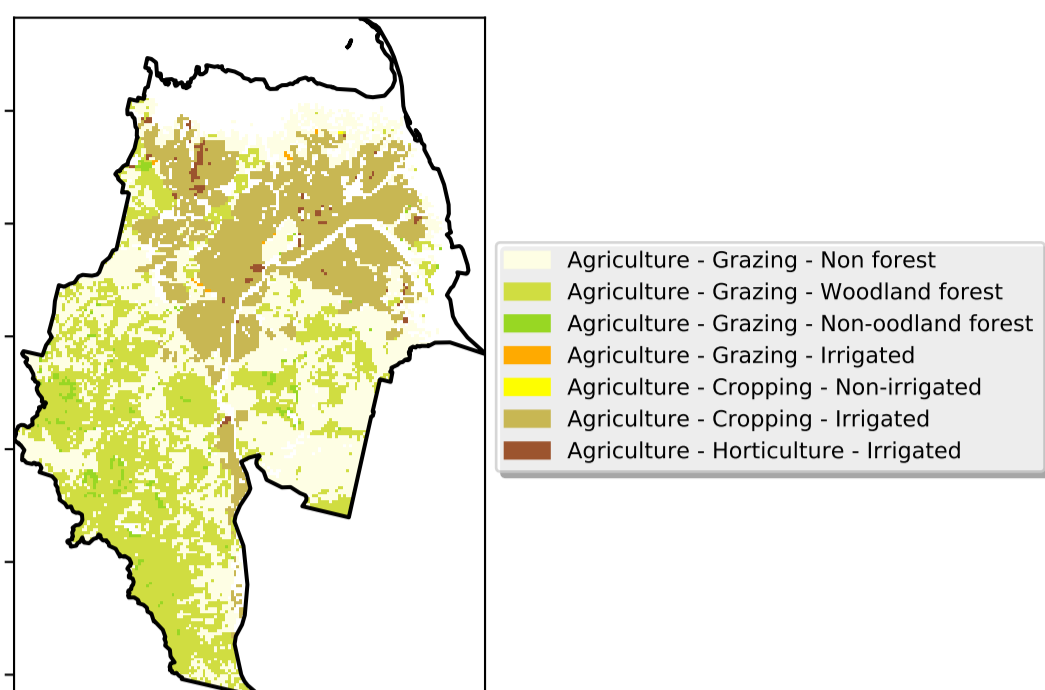 Agriculture - Grazing - Non forest
Agriculture - Grazing - Woodland forest
Agriculture - Grazing - Non-oodland forest
Agriculture - Grazing - Irrigated
Agriculture - Cropping - Non-irrigated
Agriculture - Cropping - Irrigated
Agriculture - Horticulture - Irrigated